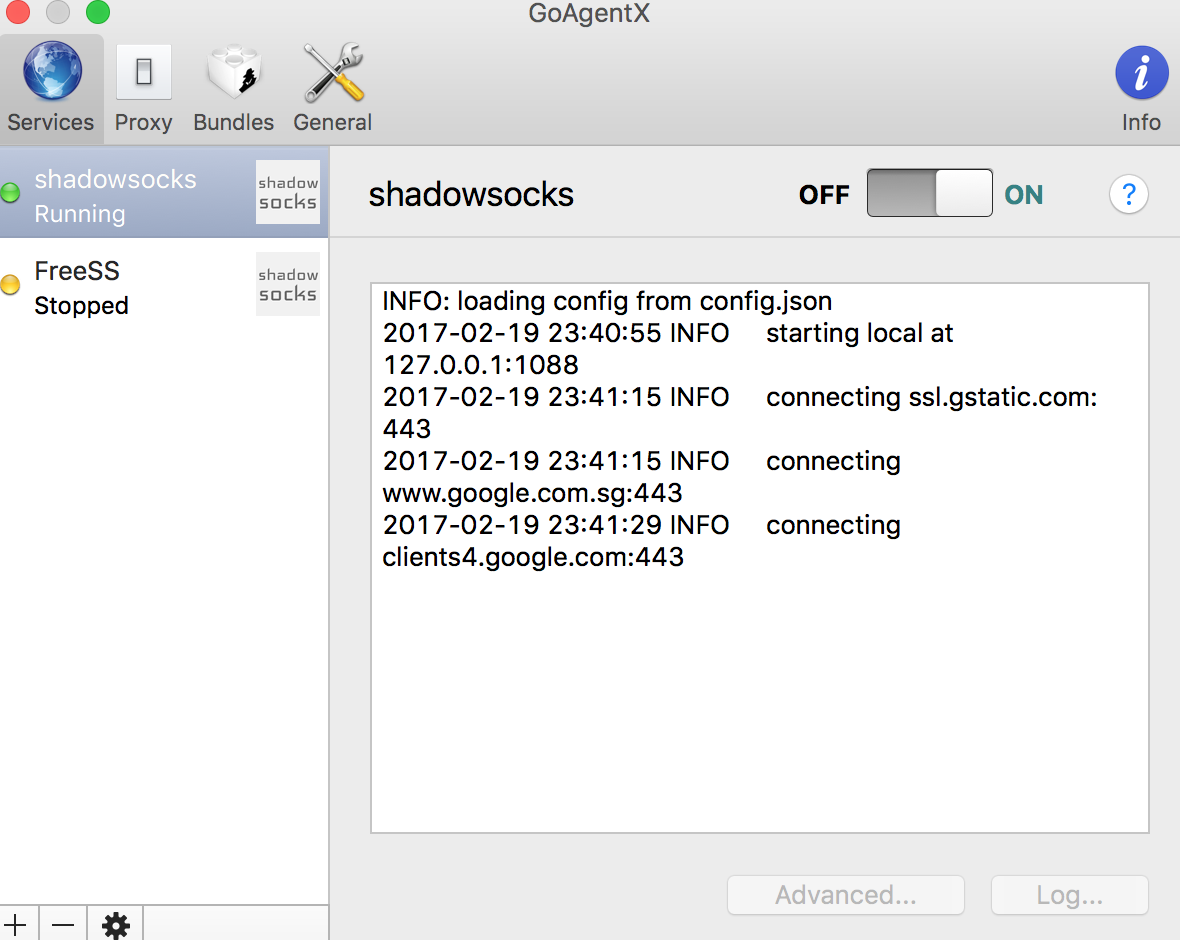 GoAgentX
Services
Proxy
Bundles
General
Info
shadowsocks
Running
shadow
socks
FreeSS
Stopped
shadow
socks
shadowsocks
OFF
ON
?
INFO: loading config from config.json
2017-02-19 23:40:55 INFO     starting local at
127.0.0.1:1088
2017-02-19 23:41:15 INFO     connecting ssl.gstatic.com:
443
2017-02-19 23:41:15 INFO     connecting
www.google.com.sg:443
2017-02-19 23:41:29 INFO     connecting
clients4.google.com:443
Advanced...
Log...